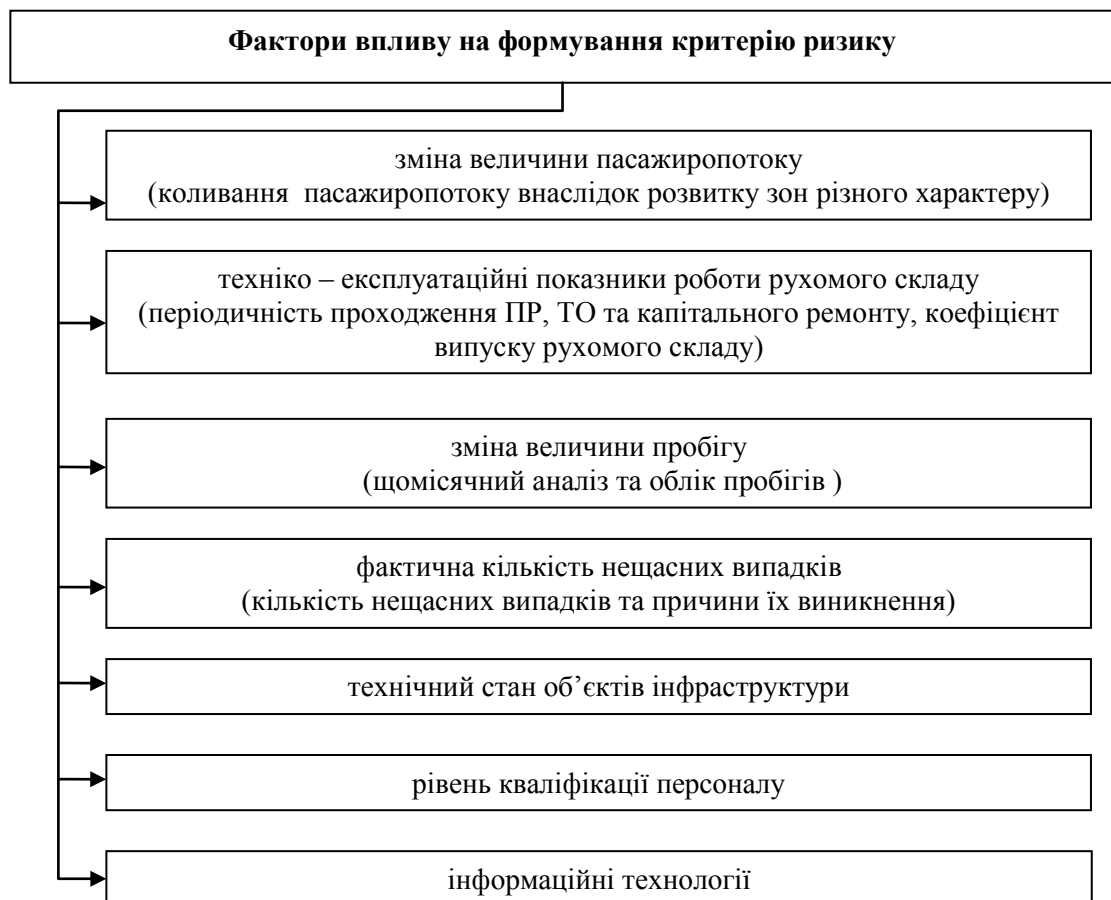 Фактори впливу на формування критерію ризику
зміна величини пасажиропотоку
(коливання  пасажиропотоку внаслідок розвитку зон різного характеру)
техніко – експлуатаційні показники роботи рухомого складу
(періодичність проходження ПР, ТО та капітального ремонту, коефіцієнт
випуску рухомого складу)
зміна величини пробігу
(щомісячний аналіз та облік пробігів )
фактична кількість нещасних випадків
(кількість нещасних випадків та причини їх виникнення)
технічний стан об’єктів інфраструктури
рівень кваліфікації персоналу
інформаційні технології